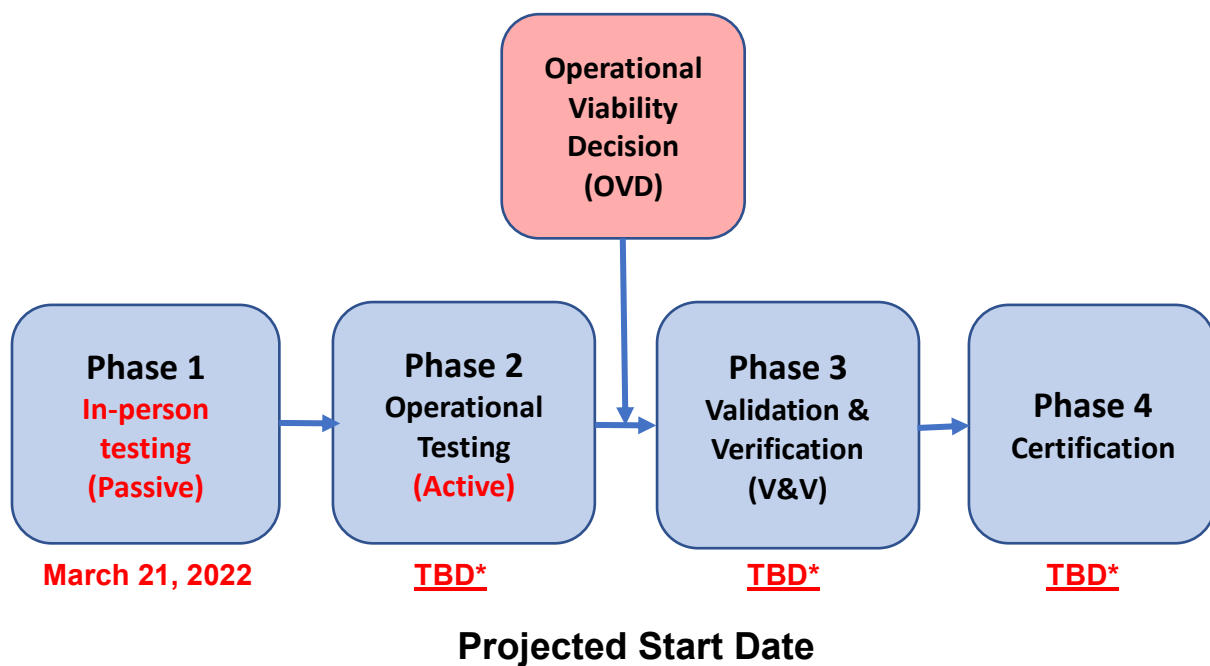 Operational
Viability
Decision
(OVD)
Phase 1
In-person
testing
(Passive)
Phase 2
Operational
Testing
(Active)
Phase 3
Validation &
Verification
(V&V)
Phase 4
Certification
March 21, 2022
TBD*
TBD*
TBD*
Projected Start Date